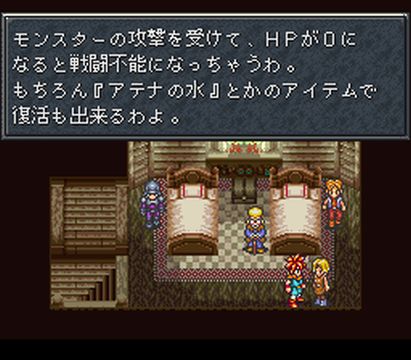 モンスターの攻撃を受けて、HPが0に
なると戦闘不能になっちゃうわ。
もちろん『アテナの水』とかのアイテムで
復活も出来るわよ。